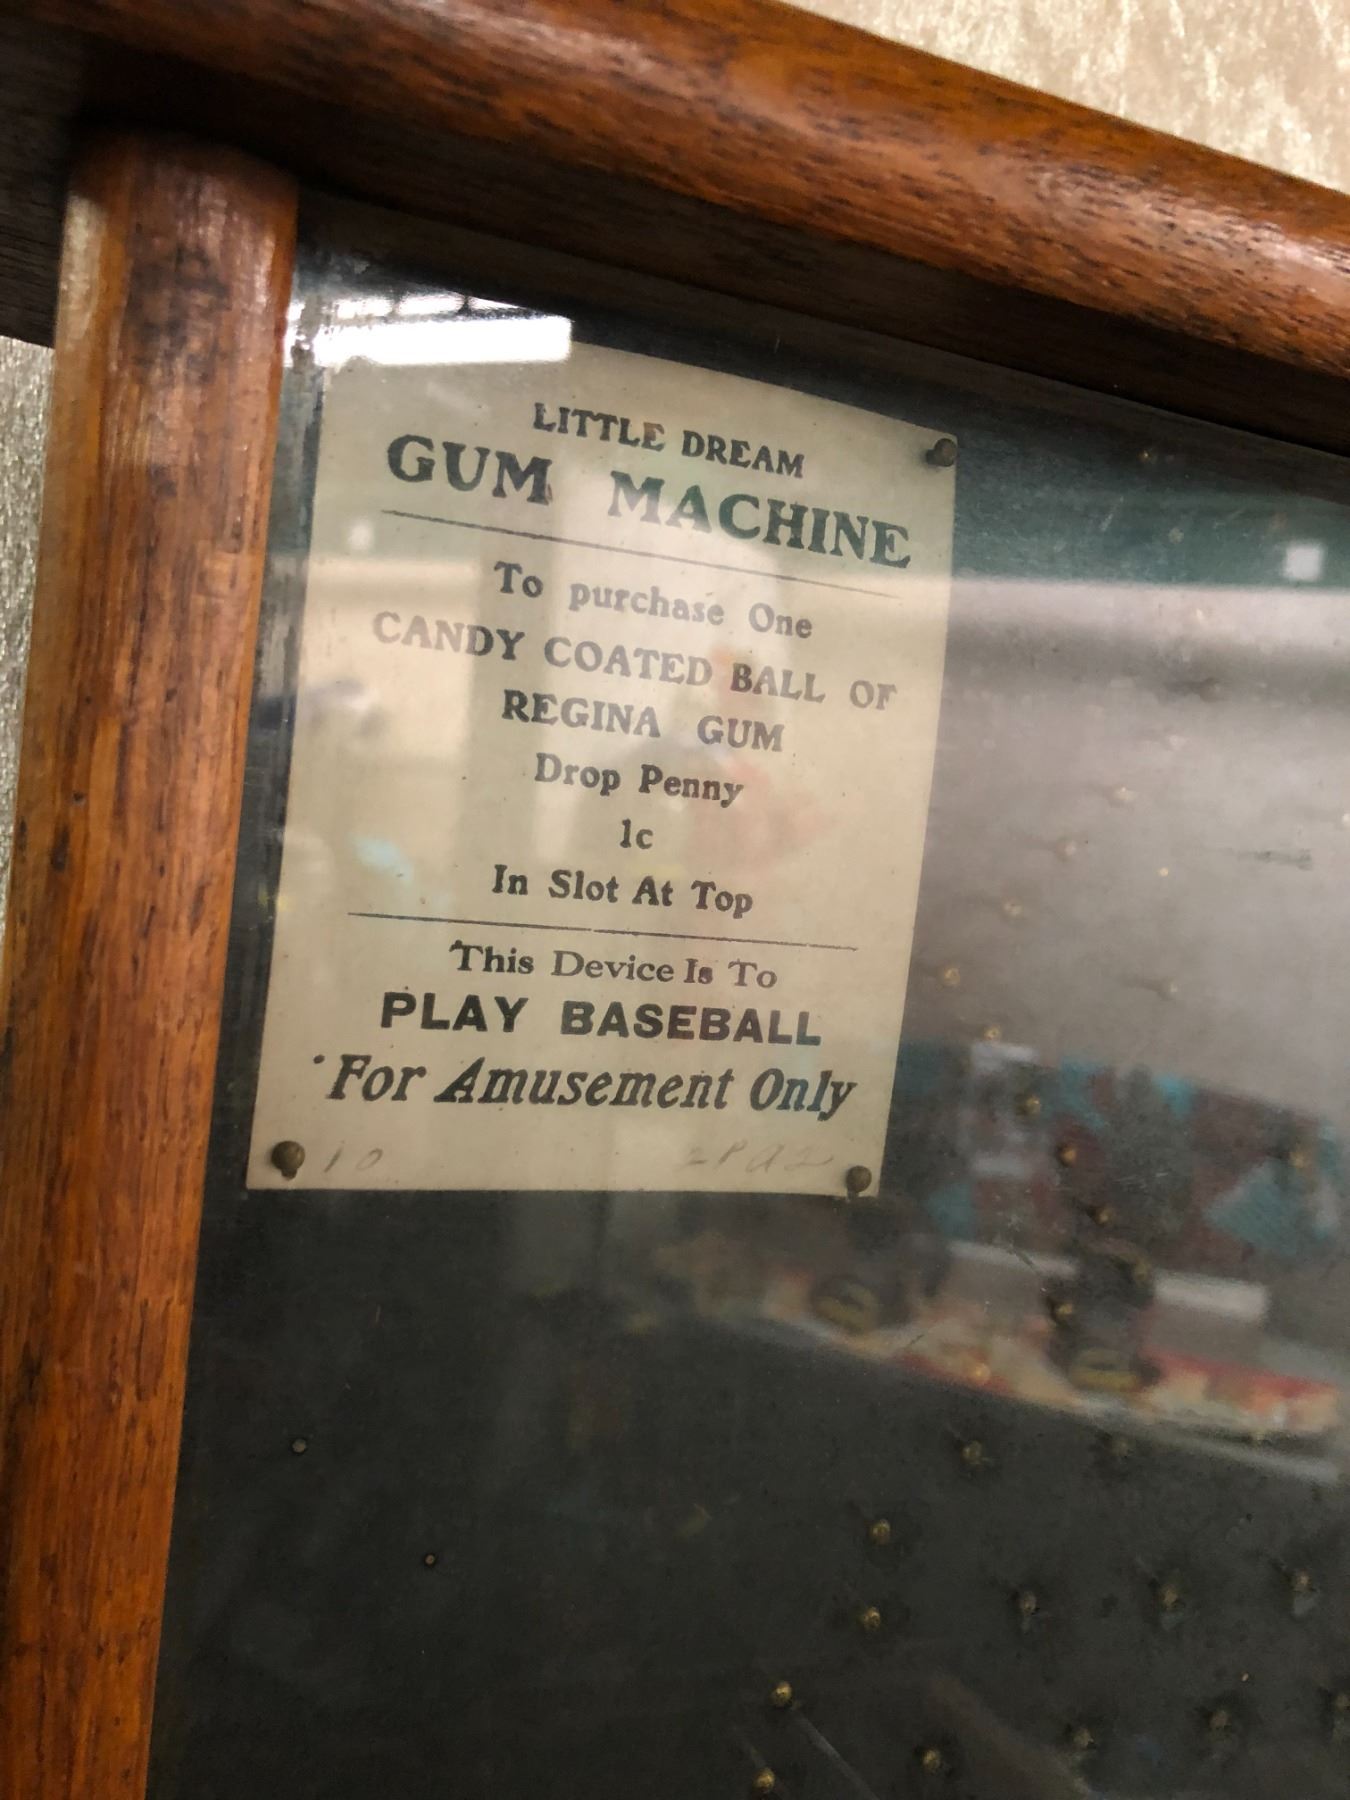 LITTLE DREAM
GUM MACHINE
To purchase One
CANDY COATED BALL OF
REGINA GUM
Drop Penny
1c
In Slot At Top
This Device Is To
PLAY BASEBALL
For Amusement Only
10